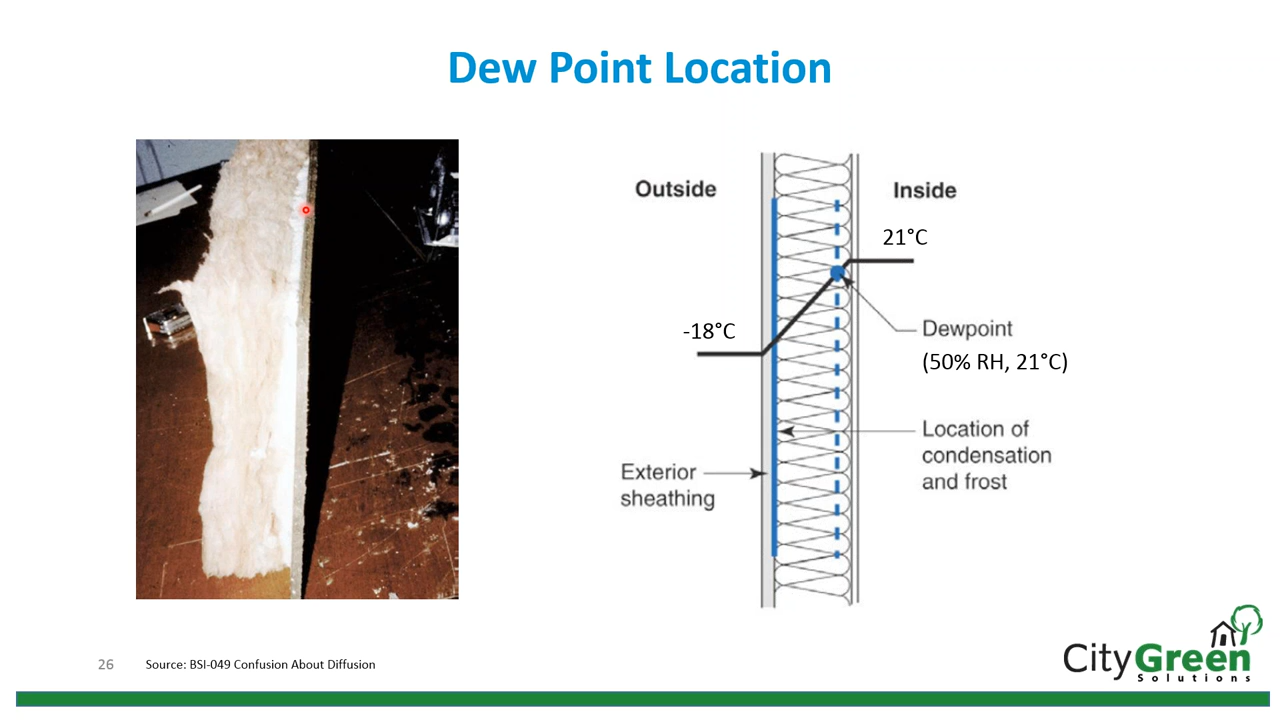 Dew Point Location
Outside
Inside
21°C
-18°C
Dewpoint
(50% RH, 21°C)
Location of
condensation
and frost
Exterior
sheathing
26
Source: BSI-049 Confusion About Diffusion
CityGreen
Solutions